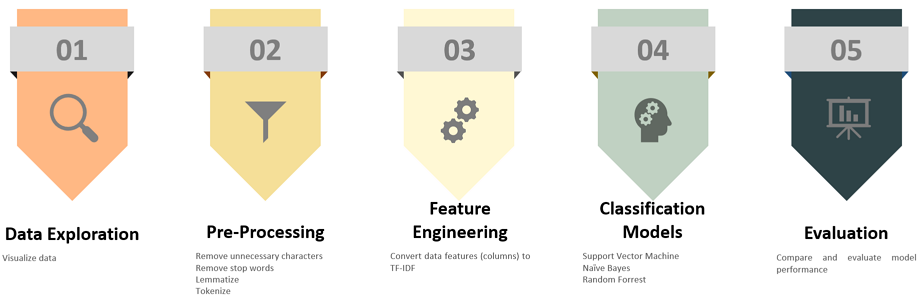 01
02
03
04
05
Data Exploration
Visualize data
Pre-Processing
Remove unnecessary characters
Remove stop words
Lemmatize
Tokenize
Feature
Engineering
Convert data features (columns) to
TF-IDF
Classification
Models
Support Vector Machine
Naïve Bayes
Random Forrest
Evaluation
Compare and evaluate model
performance